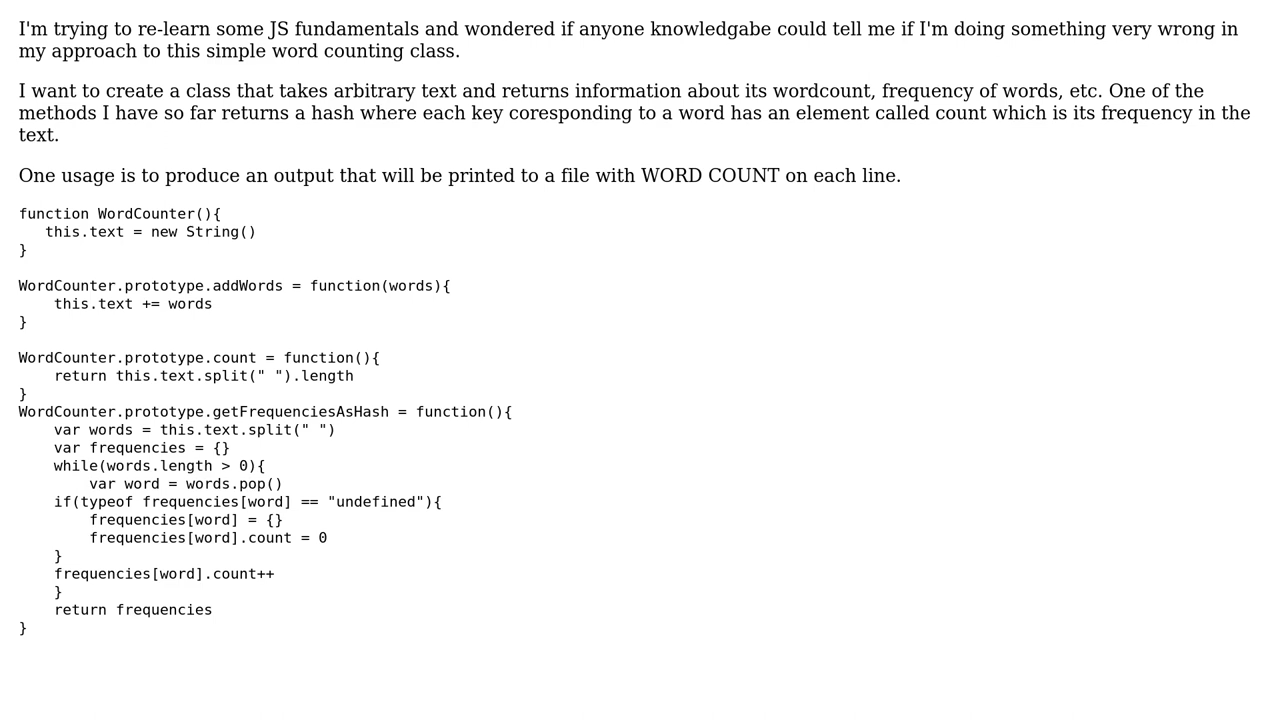 I'm trying to re-learn some JS fundamentals and wondered if anyone knowledgabe could tell me if I'm doing something very wrong in
my approach to this simple word counting class.
I want to create a class that takes arbitrary text and returns information about its wordcount, frequency of words, etc. One of the
methods I have so far returns a hash where each key coresponding to a word has an element called count which is its frequency in the
text.
One usage is to produce an output that will be printed to a file with WORD COUNT on each line.
function WordCounter(){
   this.text = new String()
}

WordCounter.prototype.addWords = function(words){
    this.text += words
}

WordCounter.prototype.count = function(){
    return this.text.split(" ").length
}
WordCounter.prototype.getFrequenciesAsHash = function(){
    var words = this.text.split(" ")
    var frequencies = {}
    while(words.length > 0){
        var word = words.pop()
    if(typeof frequencies[word] == "undefined"){
        frequencies[word] = {}
        frequencies[word].count = 0
    }
    frequencies[word].count++
    }
    return frequencies
}